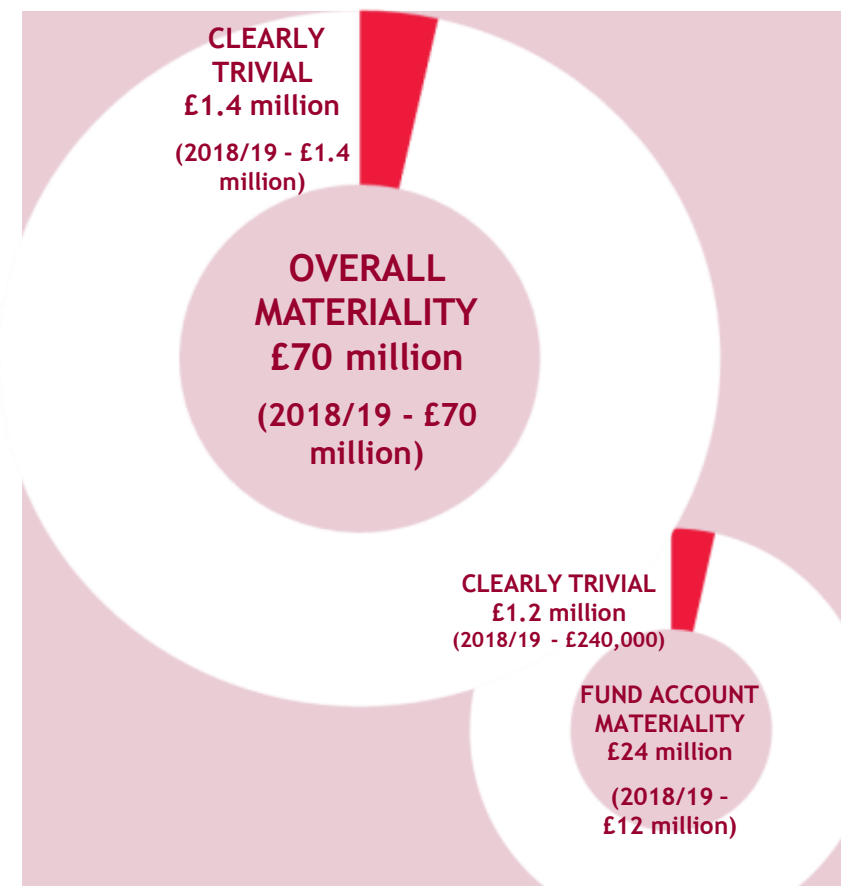 CLEARLY
TRIVIAL
£1.4 million
(2018/19 - £1.4
million)
OVERALL
MATERIALITY
£70 million
(2018/19 - £70
million)
CLEARLY TRIVIAL
£1.2 million
(2018/19 - £240,000)
FUND ACCOUNT
MATERIALITY
£24 million
(2018/19 –
£12 million)